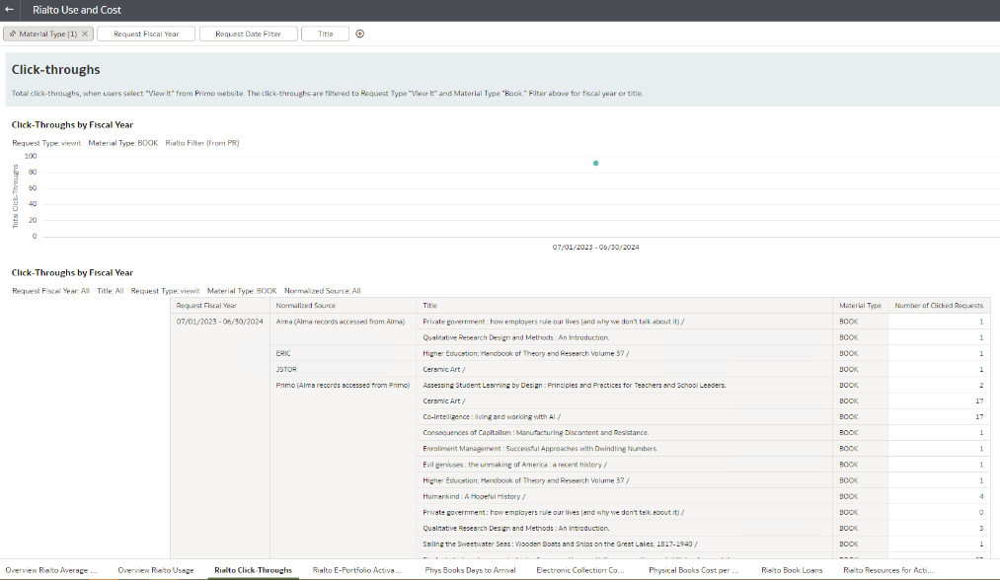 Rialto Use and Cost
Material Type (1) Request Fiscal Year Request Date Filter Title
Click-throughs
Total click-throughs, when users select "View It" from Primo website. The click-throughs are filtered to Request Type "View It" and Material Type "Book." Filter above for fiscal year or title.
Click-Throughs by Fiscal Year
Request Type: viewit Material Type: BOOK Rialto Filter (from PR)
Total Click-Throughs
100
80
60
40
20
0
07/01/2023 - 06/30/2024
Click-Throughs by Fiscal Year
Request Fiscal Year: All Title: All Request Type: viewit Material Type: BOOK Normalized Source: All
Request Fiscal Year Normalized Source Title Material Type Number of Clicked Requests
07/01/2023 - 06/30/2024 Alma (Alma records accessed from Alma) Private government : how employers rule our lives (and why we don't talk about it) / BOOK 1
Qualitative Research Design and Methods : An Introduction. BOOK 1
ERIC Higher Education: Handbook of Theory and Research Volume 37 / BOOK 1
JSTOR Ceramic Art / BOOK 1
Primo (Alma records accessed from Primo) Assessing Student Learning by Design : Principles and Practices for Teachers and School Leaders. BOOK 2
Ceramic Art / BOOK 17
Co-intelligence : living and working with AI / BOOK 17
Consequences of Capitalism : Manufacturing Discontent and Resistance. BOOK 1
Enrollment Management : Successful Approaches with Dwindling Numbers. BOOK 1
Evil geniuses : the unmaking of America : a recent history / BOOK 1
Higher Education: Handbook of Theory and Research Volume 37 / BOOK 1
Humankind : A Hopeful History / BOOK 4
Private government : how employers rule our lives (and why we don't talk about it) / BOOK 0
Qualitative Research Design and Methods : An Introduction. BOOK 3
Sailing the Sweetwater Seas : Wooden Boats and Ships on the Great Lakes, 1817-1940 / BOOK 1
Overview Rialto Average ... Overview Rialto Usage Rialto Click-Throughs Rialto E-Portfolio Activa... Phys Books Days to Arrival Electronic Collection Co... Physical Books Cost per ... Rialto Book Loans Rialto Resources for Acti...